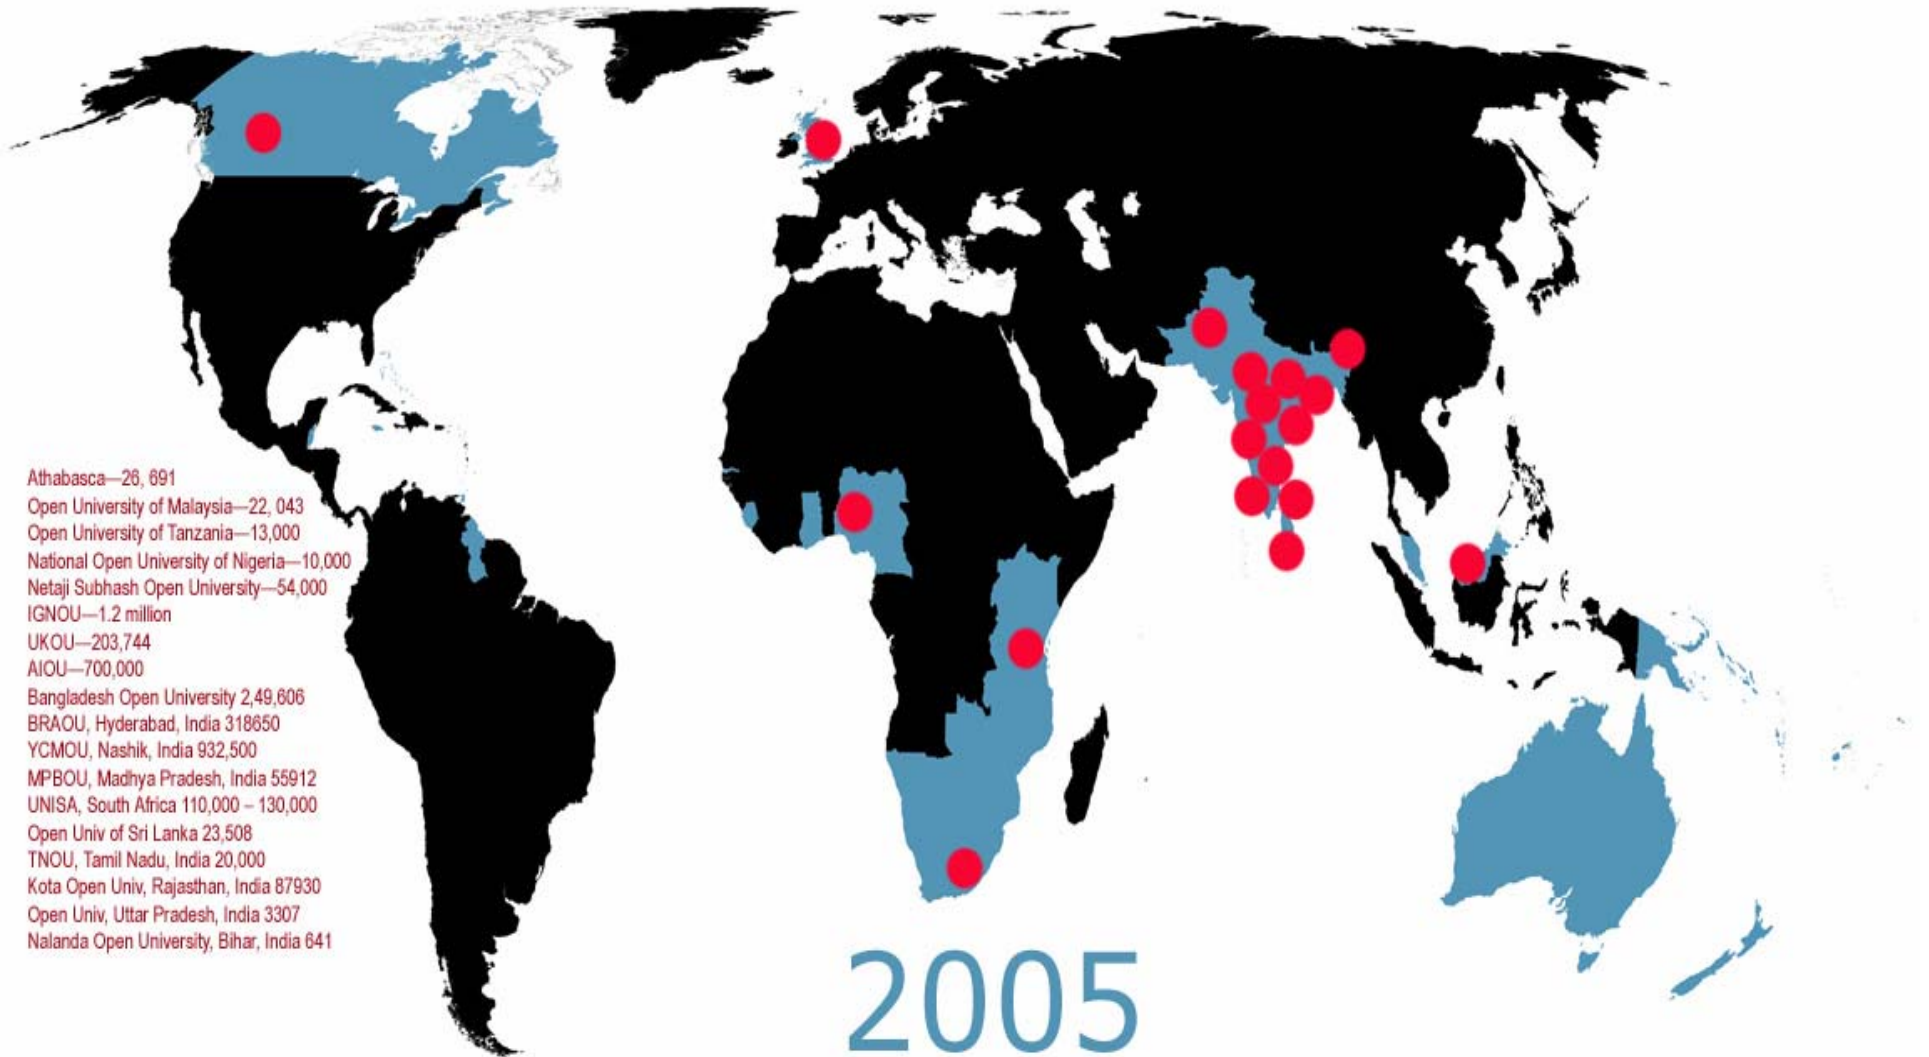 Athabasca—26, 691
Open University of Malaysia—22, 043
Open University of Tanzania—13,000
National Open University of Nigeria—10,000
Netaji Subhash Open University—54,000
IGNOU—1.2 million
UKOU—203,744
AIOU—700,000
Bangladesh Open University 2,49,606
BRAOU, Hyderabad, India 318650
YCMOU, Nashik, India 932,500
MPBOU, Madhya Pradesh, India 55912
UNISA, South Africa 110,000 – 130,000
Open Univ of Sri Lanka 23,508
TNOU, Tamil Nadu, India 20,000
Kota Open Univ, Rajasthan, India 87930
Open Univ, Uttar Pradesh, India 3307
Nalanda Open University, Bihar, India 641
2005